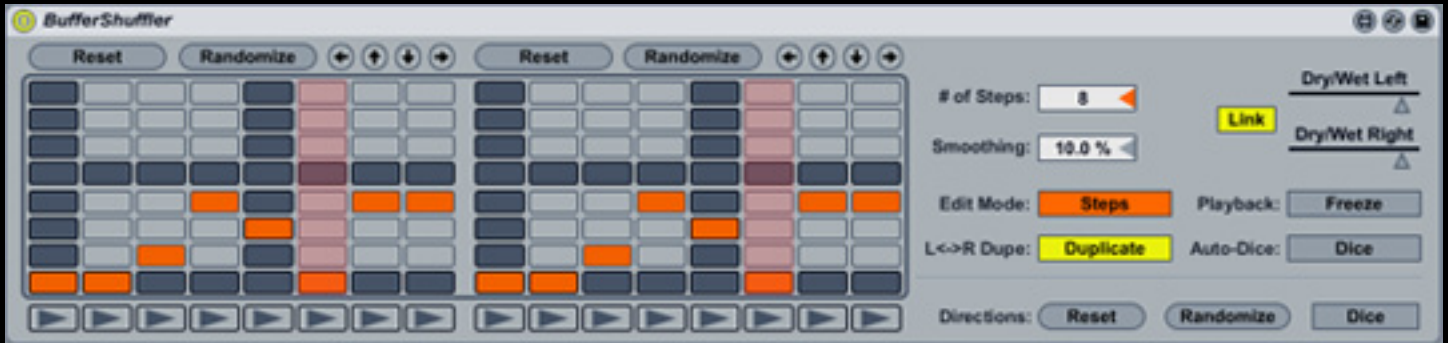 BufferShuffler
Reset Randomize Reset Randomize
Dry/Wet Left
# of Steps: 8
Link
Dry/Wet Right
Smoothing: 10.0 %
Edit Mode: Steps Playback: Freeze
L<->R Dupe: Duplicate Auto-Dice: Dice
Directions: Reset Randomize Dice